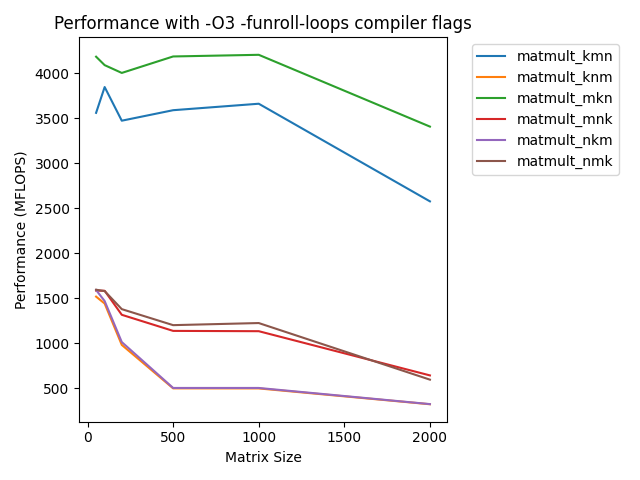 Performance with -O3 -funroll-loops compiler flags
matmult_kmn
matmult_knm
matmult_mkn
matmult_mnk
matmult_nkm
matmult_nmk
Performance (MFLOPS)
4000
3500
3000
2500
2000
1500
1000
500
0 500 1000 1500 2000
Matrix Size